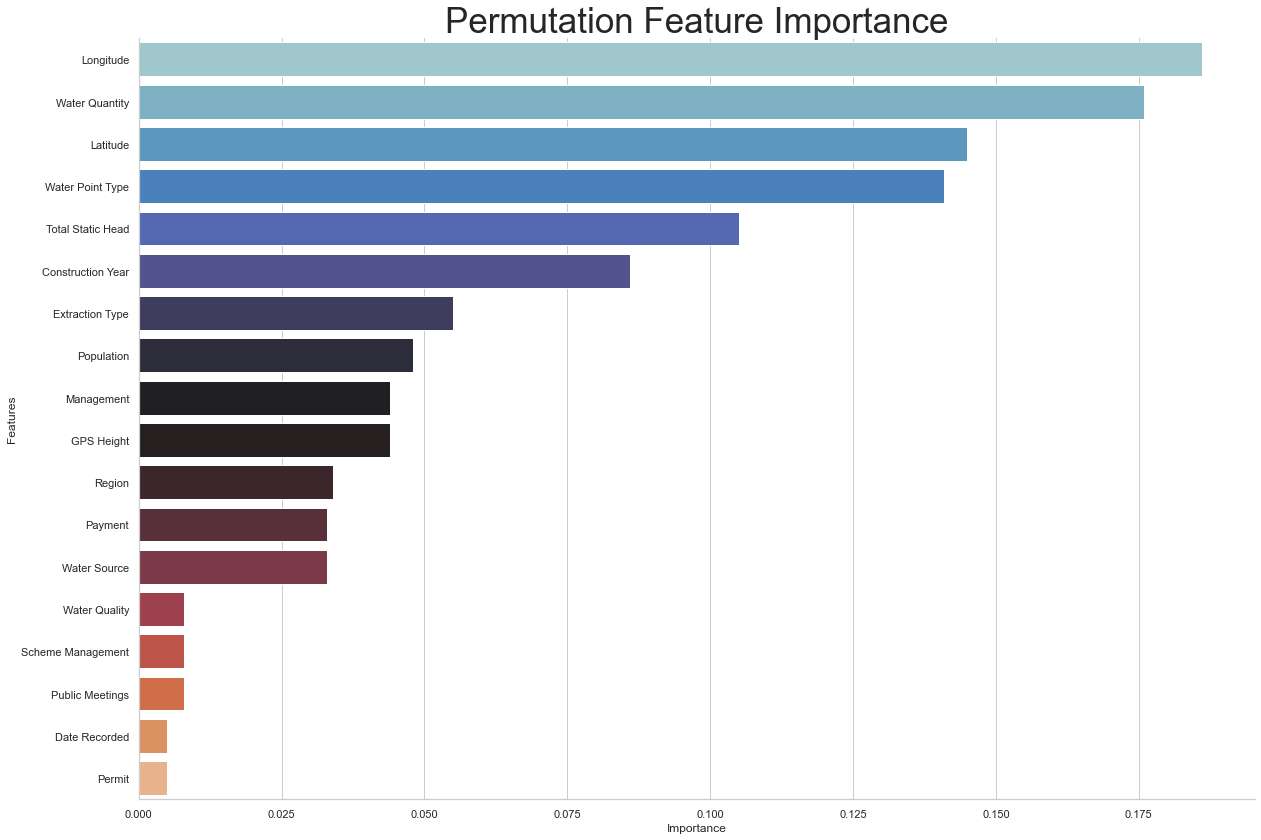 Permutation Feature Importance
Features
Longitude
Water Quantity
Latitude
Water Point Type
Total Static Head
Construction Year
Extraction Type
Population
Management
GPS Height
Region
Payment
Water Source
Water Quality
Scheme Management
Public Meetings
Date Recorded
Permit
0.000 0.025 0.050 0.075 0.100 0.125 0.150 0.175
Importance